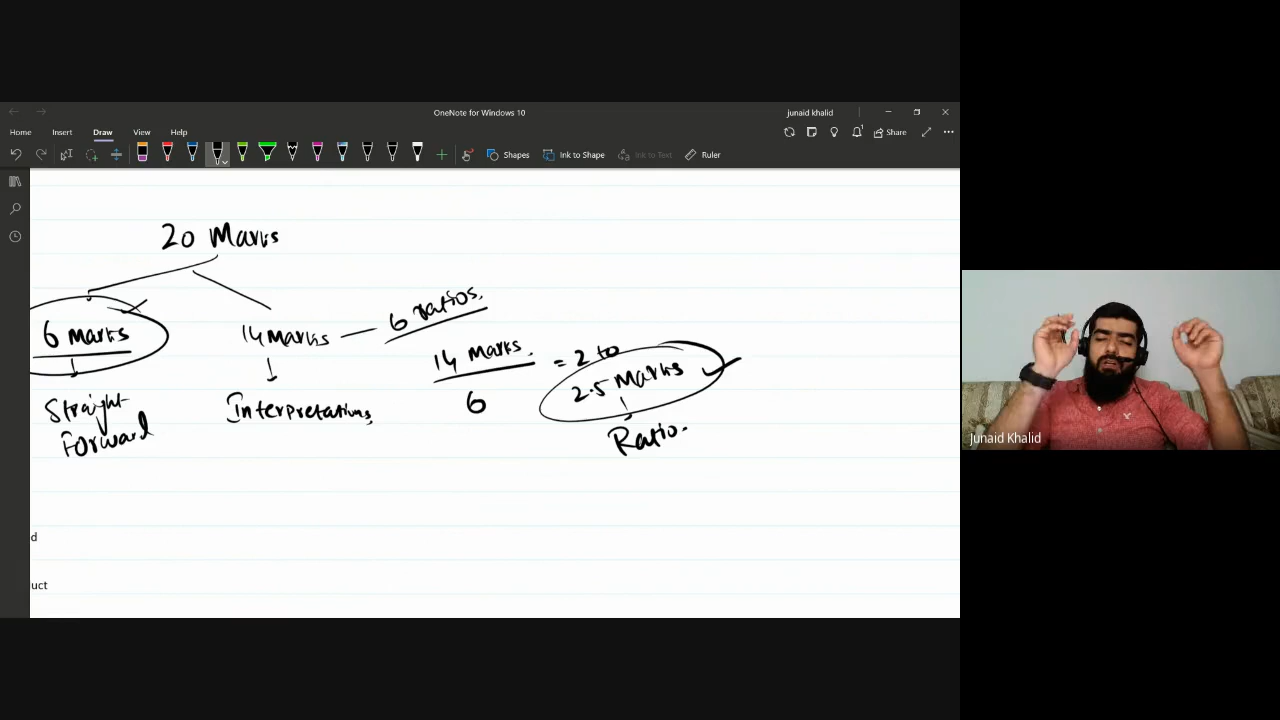 OneNote for Windows 10
junaid khalid
Home Insert Draw View Help
Share
Shapes
Ink to Shape
Ink to Text
Ruler
20 Marks
6 marks
Straight
Forward
14 Marks
6 ratios.
Interpretations
14 Marks.
6
= 2 to
2.5 Marks
Ratio.
d
uct
Junaid Khalid